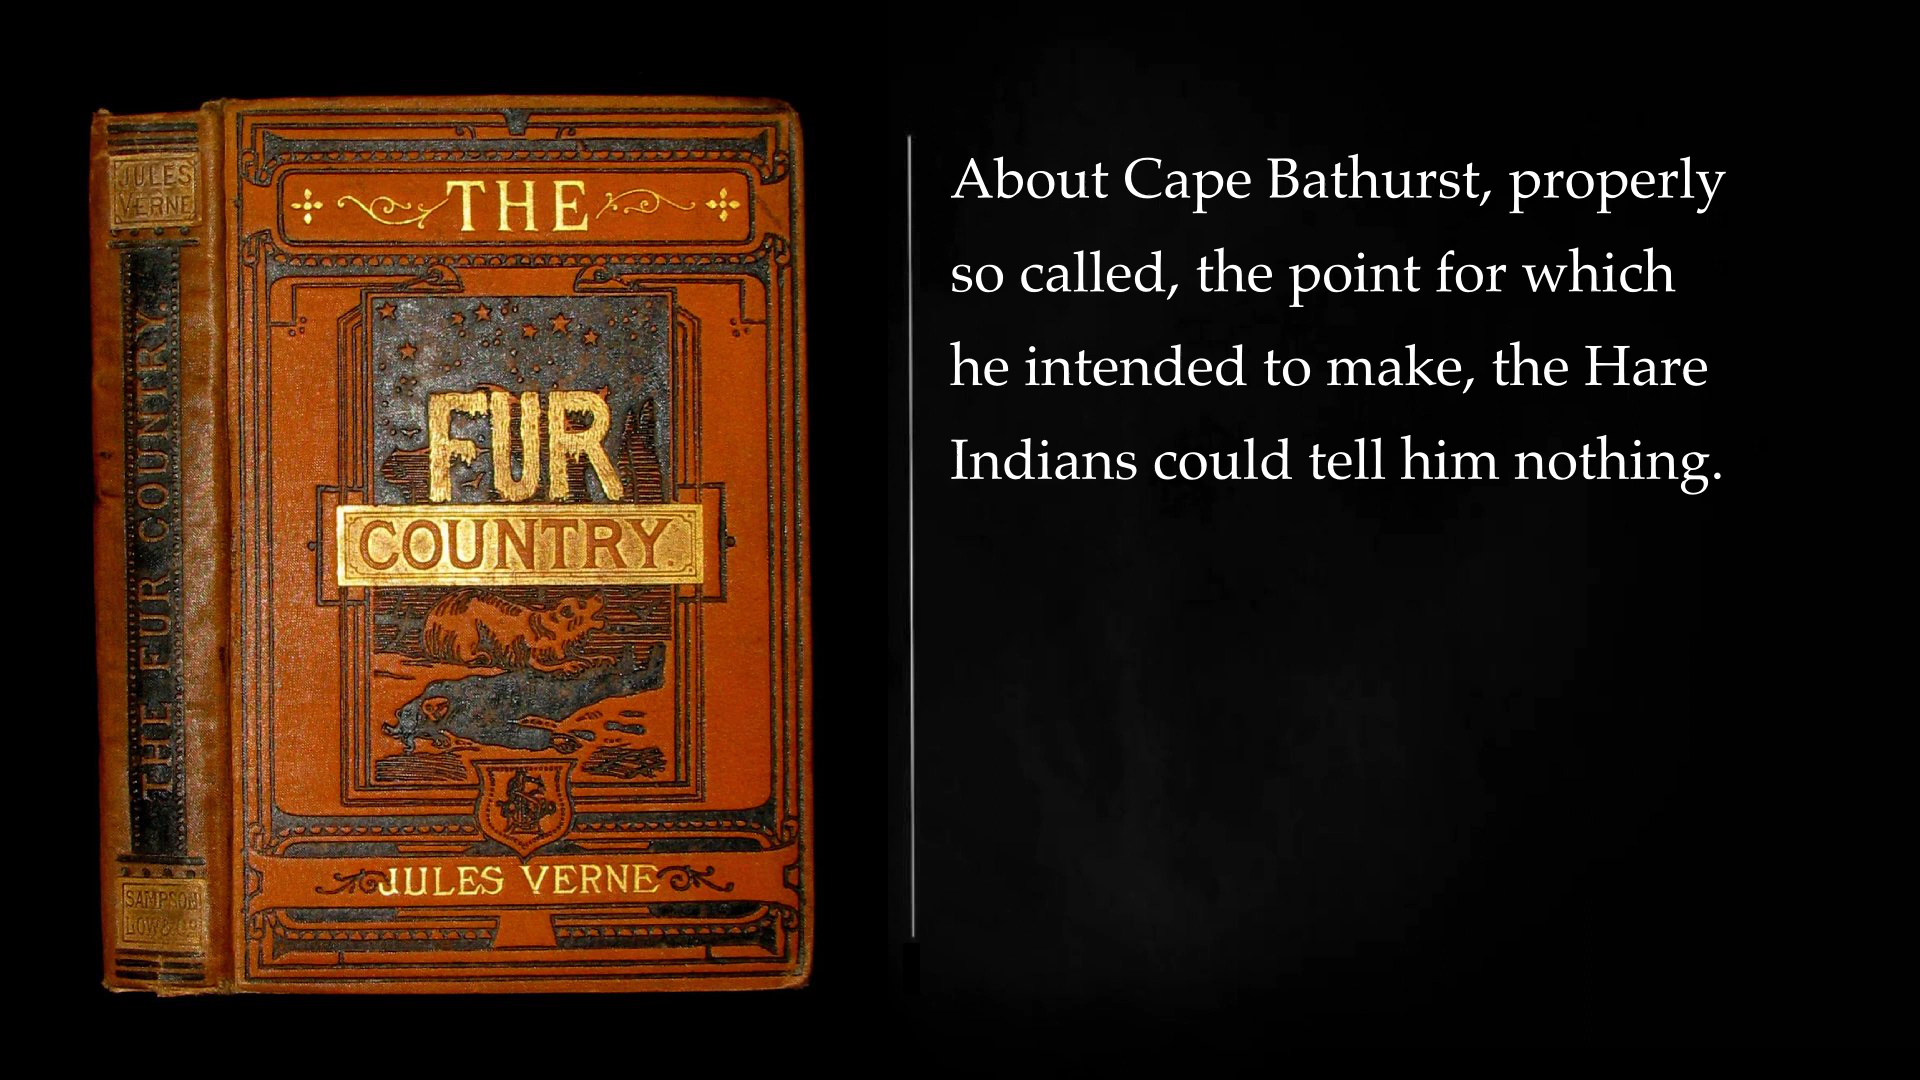 JULES
VERNE
THE FUR COUNTRY.
SAMPSON
LOW & Co
THE
FUR
COUNTRY.
JULES VERNE
About Cape Bathurst, properly
so called, the point for which
he intended to make, the Hare
Indians could tell him nothing.